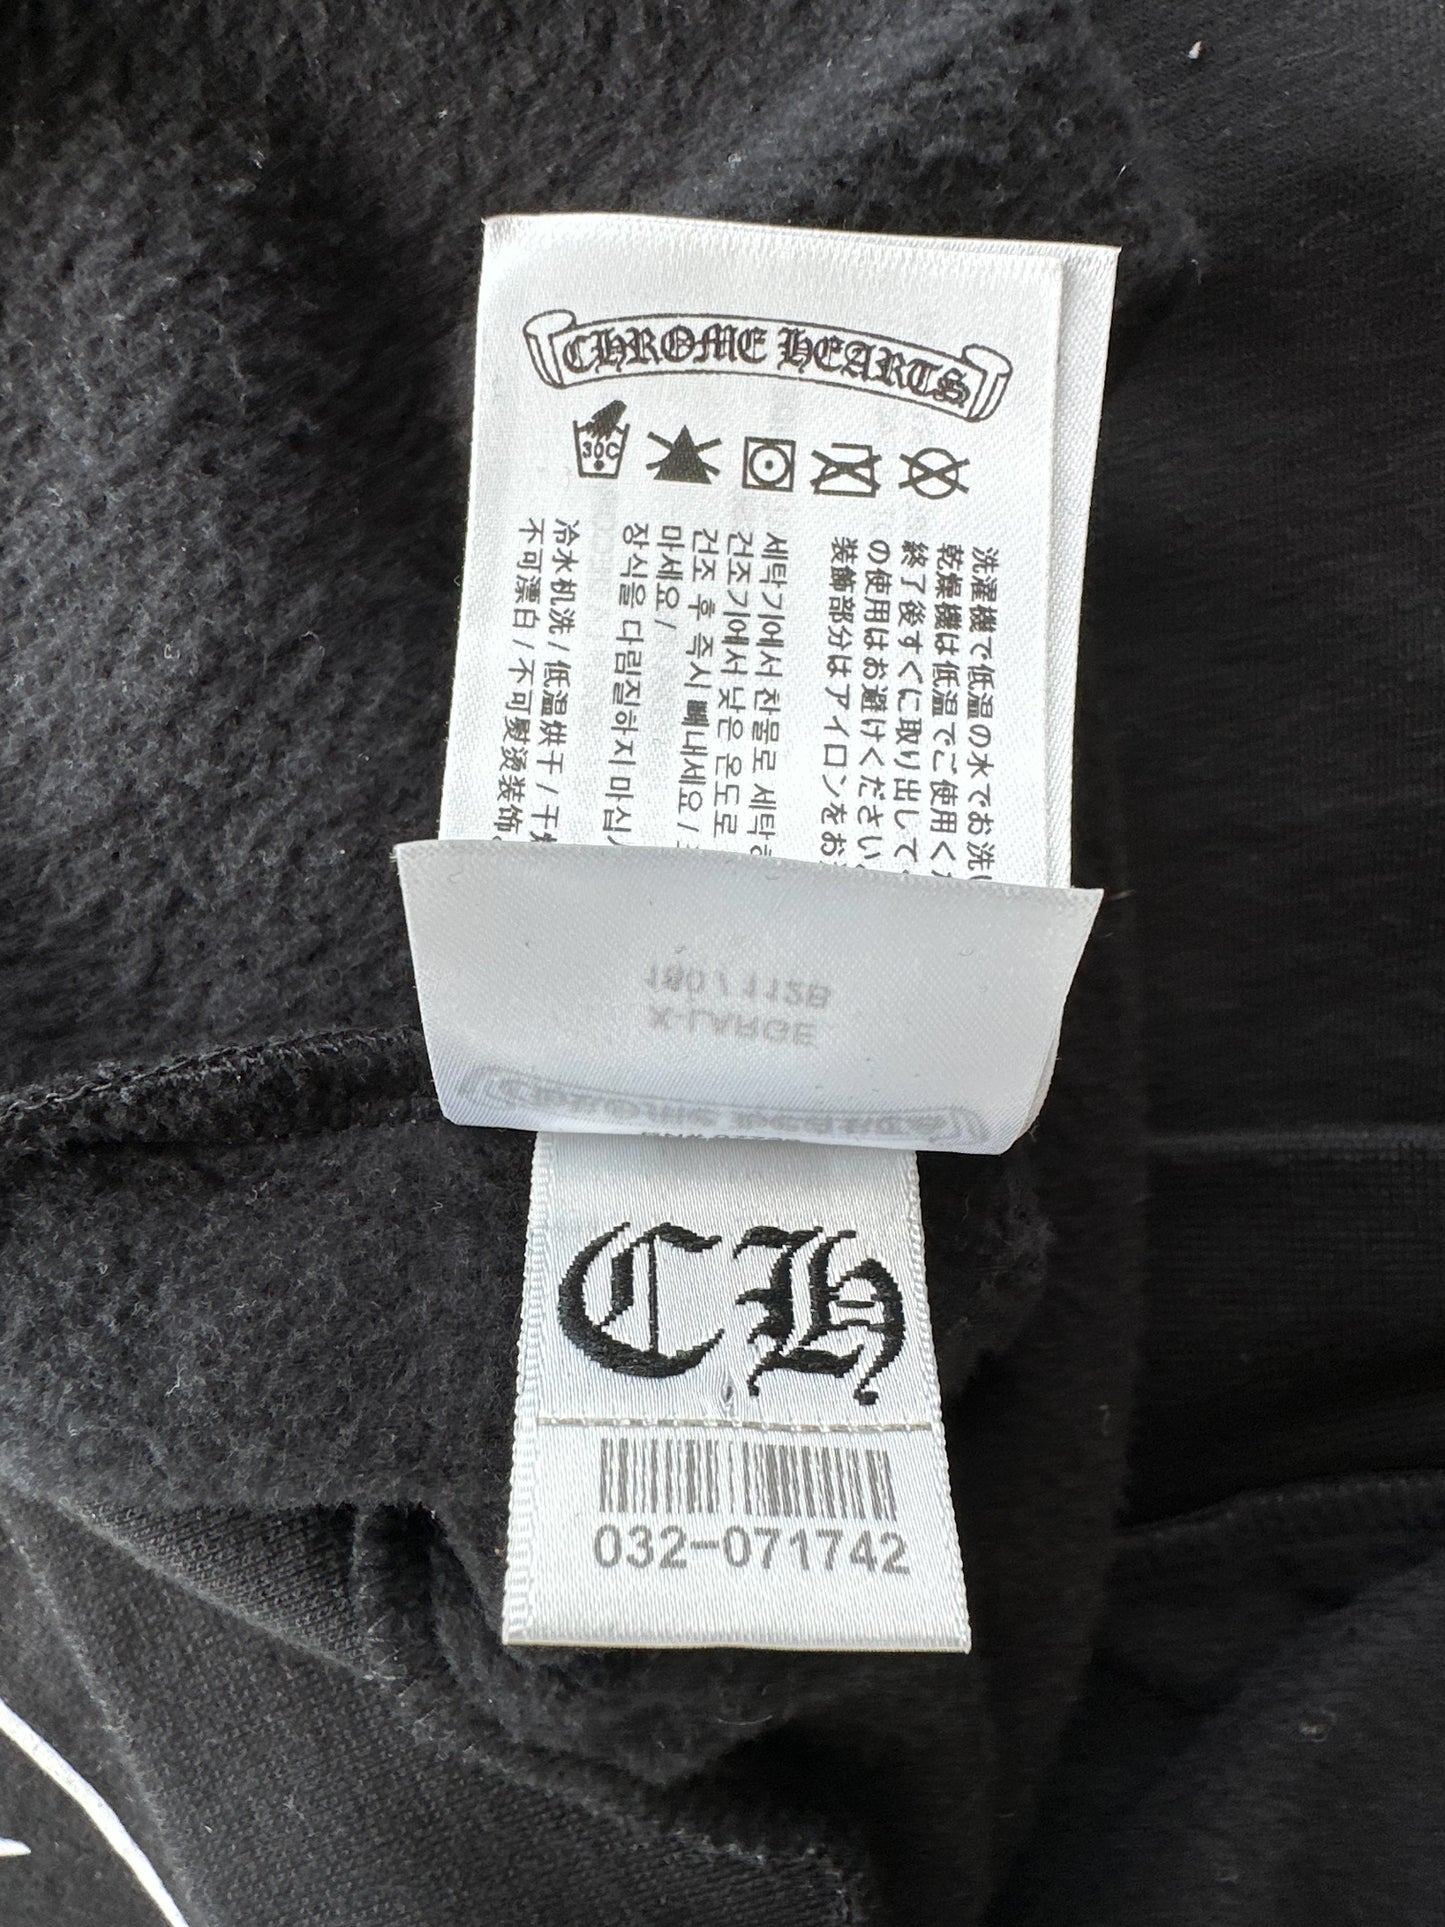 CHROME HEARTS
30C
洗濯機で低温の水でお洗い
乾燥機は低温でご使用く
終了後すぐに取り出して
の使用はお避けください
装飾部分はアイロンをお
세탁기에서 찬물로 세탁
건조기에서 낮은 온도로
건조 후 즉시 빼내세요 /
마세요 /
장식을 다림질하지 마십
冷水机洗 / 低温烘干 / 干
不可漂白 / 不可熨烫装饰。
180 / 112B
X-LARGE
CHROME HEARTS
CH
032-071742